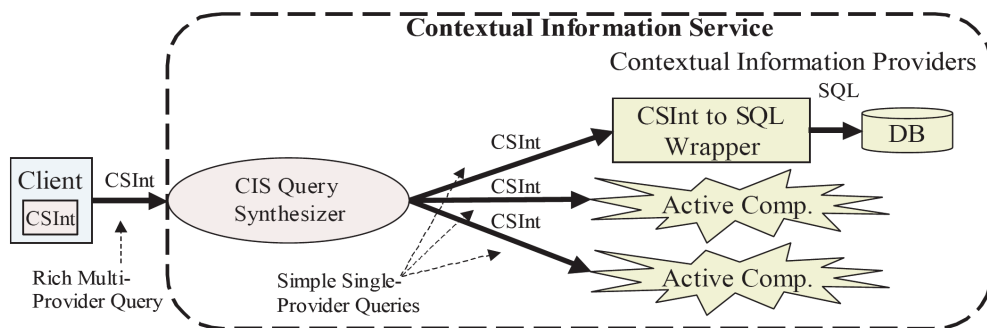 Contextual Information Service
Contextual Information Providers
SQL
CSInt to SQL
Wrapper
DB
CSInt
Client
CSInt
CSInt
CIS Query
Synthesizer
CSInt
Active Comp.
CSInt
Active Comp.
Rich Multi-
Provider Query
Simple Single-
Provider Queries